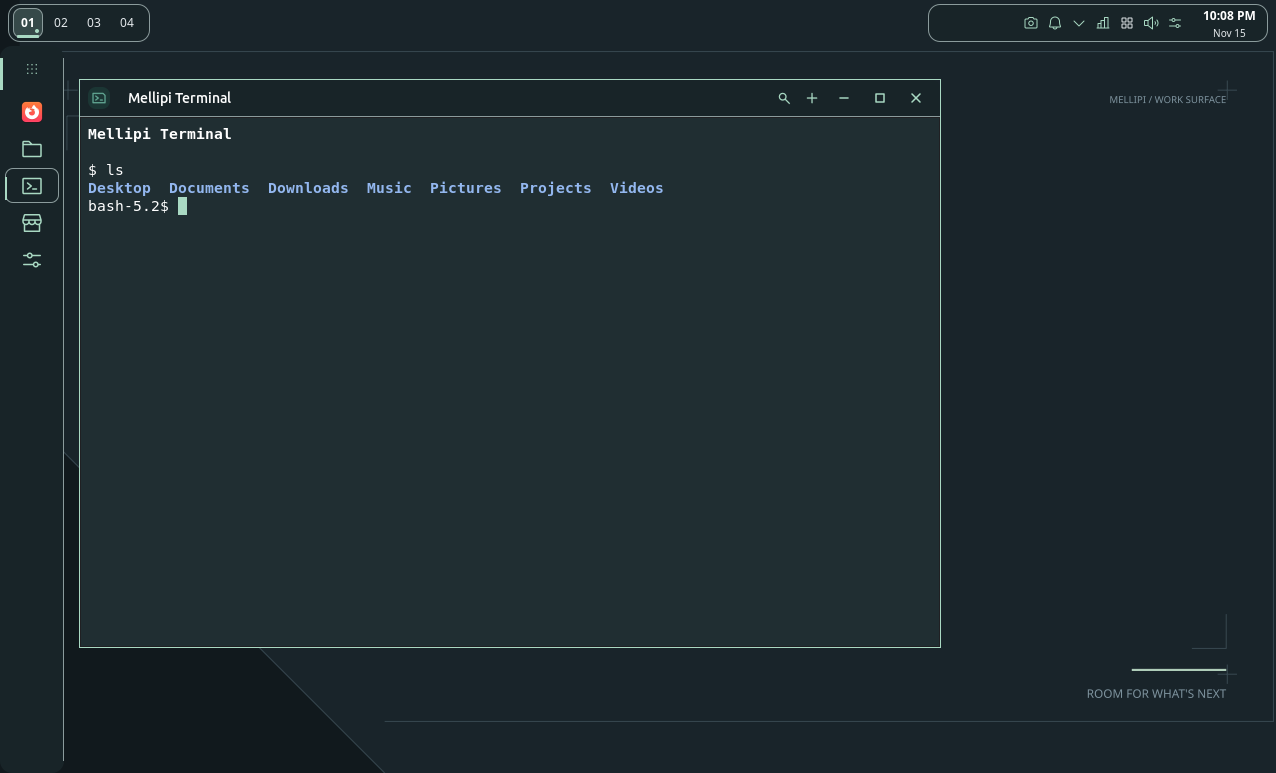 01 02 03 04
10:08 PM
Nov 15
MELLIPI / WORK SURFACE
Mellipi Terminal
Mellipi Terminal
$ ls
Desktop  Documents  Downloads  Music  Pictures  Projects  Videos
bash-5.2$
ROOM FOR WHAT'S NEXT